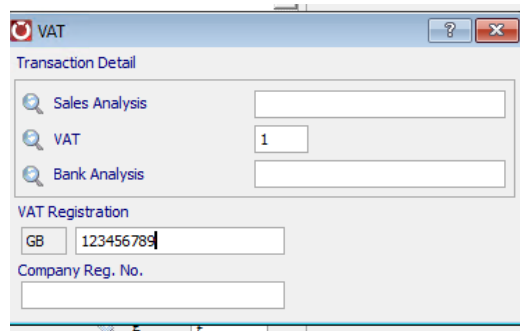 VAT
Transaction Detail
Sales Analysis
VAT 1
Bank Analysis
VAT Registration
GB 123456789
Company Reg. No.